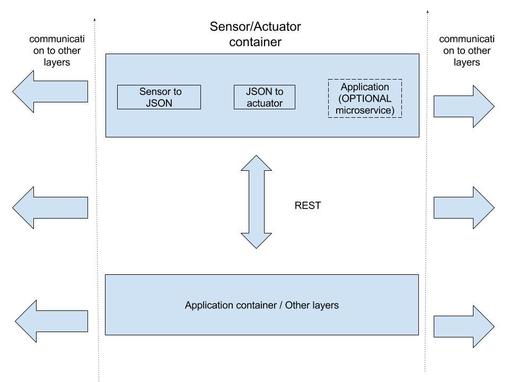 communicati
on to other
layers
Sensor/Actuator
container
communicati
on to other
layers
Sensor to
JSON
JSON to
actuator
Application
(OPTIONAL
microservice)
REST
Application container / Other layers